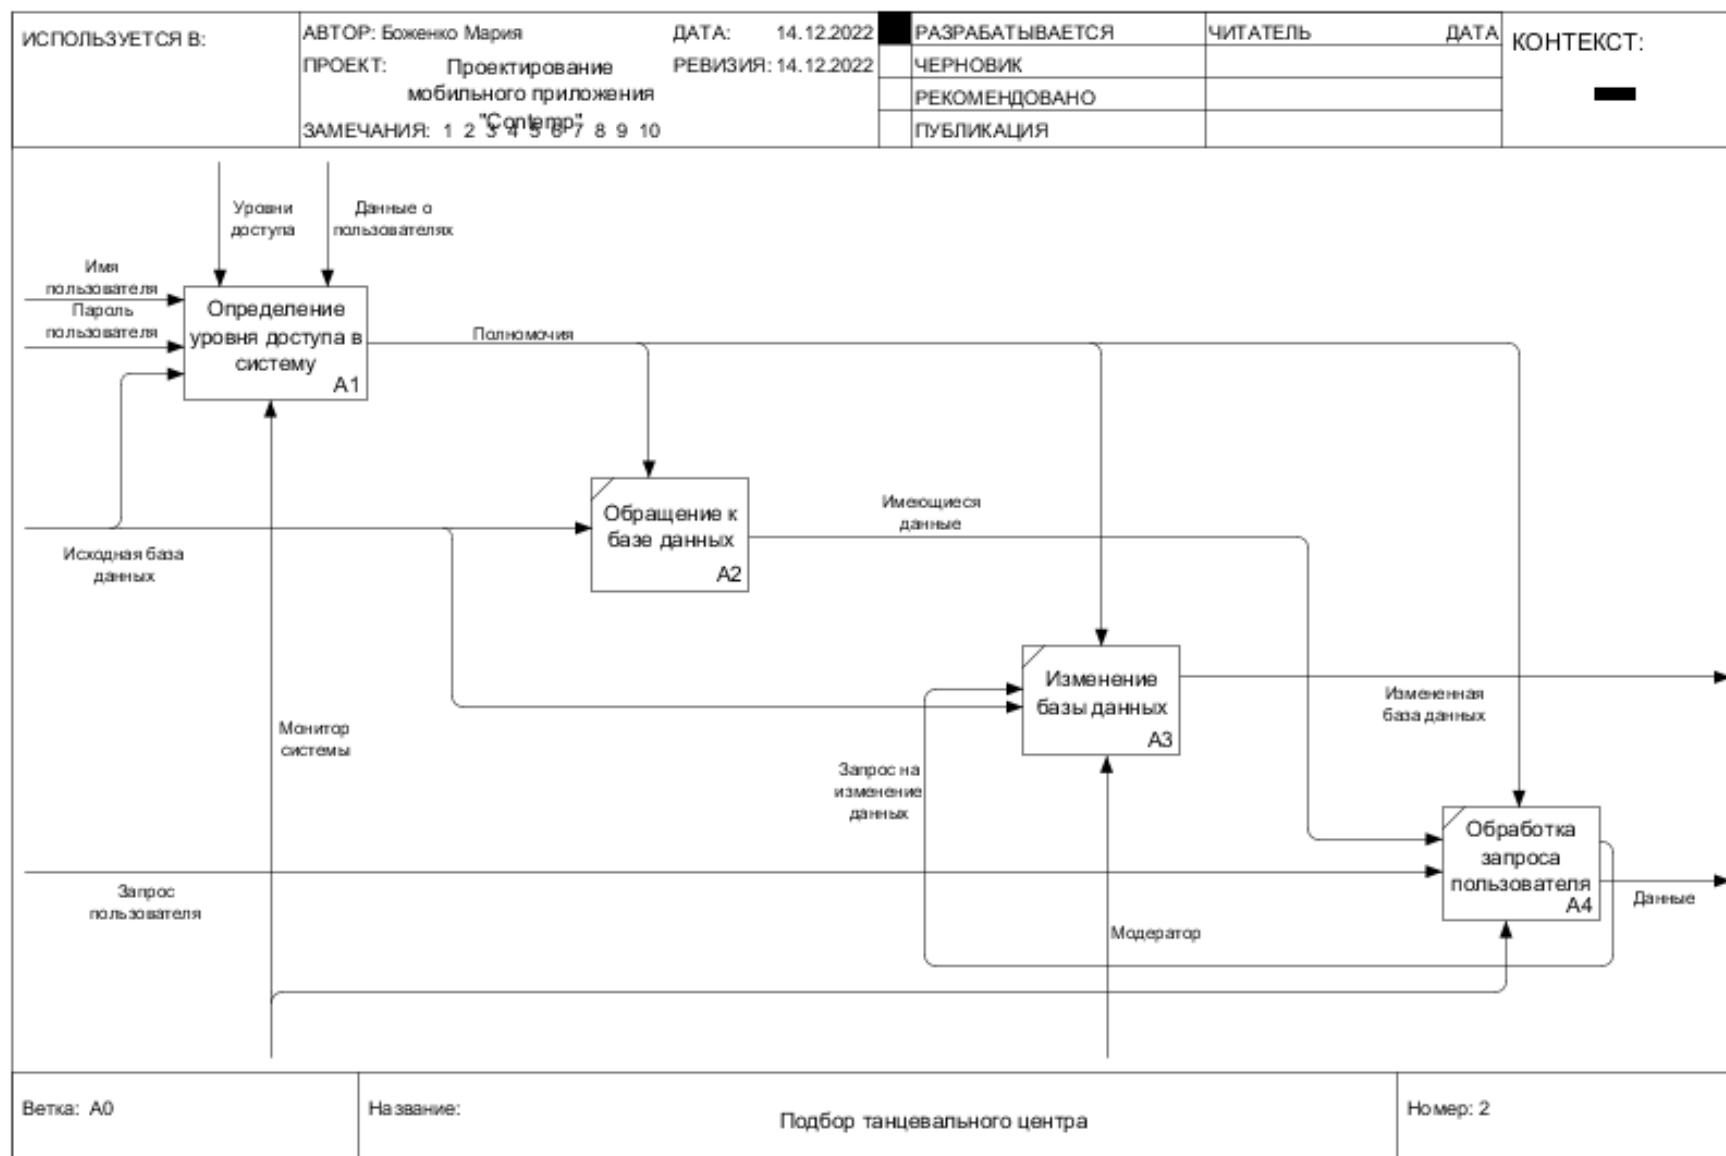 ИСПОЛЬЗУЕТСЯ В:
АВТОР: Боженко Мария
ДАТА: 14.12.2022
РАЗРАБАТЫВАЕТСЯ
ЧИТАТЕЛЬ
ДАТА
КОНТЕКСТ:
ПРОЕКТ: Проектирование
мобильного приложения
"Contemp"
РЕВИЗИЯ: 14.12.2022
ЧЕРНОВИК
РЕКОМЕНДОВАНО
ЗАМЕЧАНИЯ: 1 2 3 4 5 6 7 8 9 10
ПУБЛИКАЦИЯ
Уровни
доступа
Данные о
пользователях
Имя
пользователя
Пароль
пользователя
Определение
уровня доступа в
систему
A1
Полномочия
Обращение к
базе данных
A2
Имеющиеся
данные
Исходная база
данных
Изменение
базы данных
A3
Измененная
база данных
Монитор
системы
Запрос на
изменение
данных
Обработка
запроса
пользователя
A4
Данные
Запрос
пользователя
Модератор
Ветка: A0
Название:
Подбор танцевального центра
Номер: 2